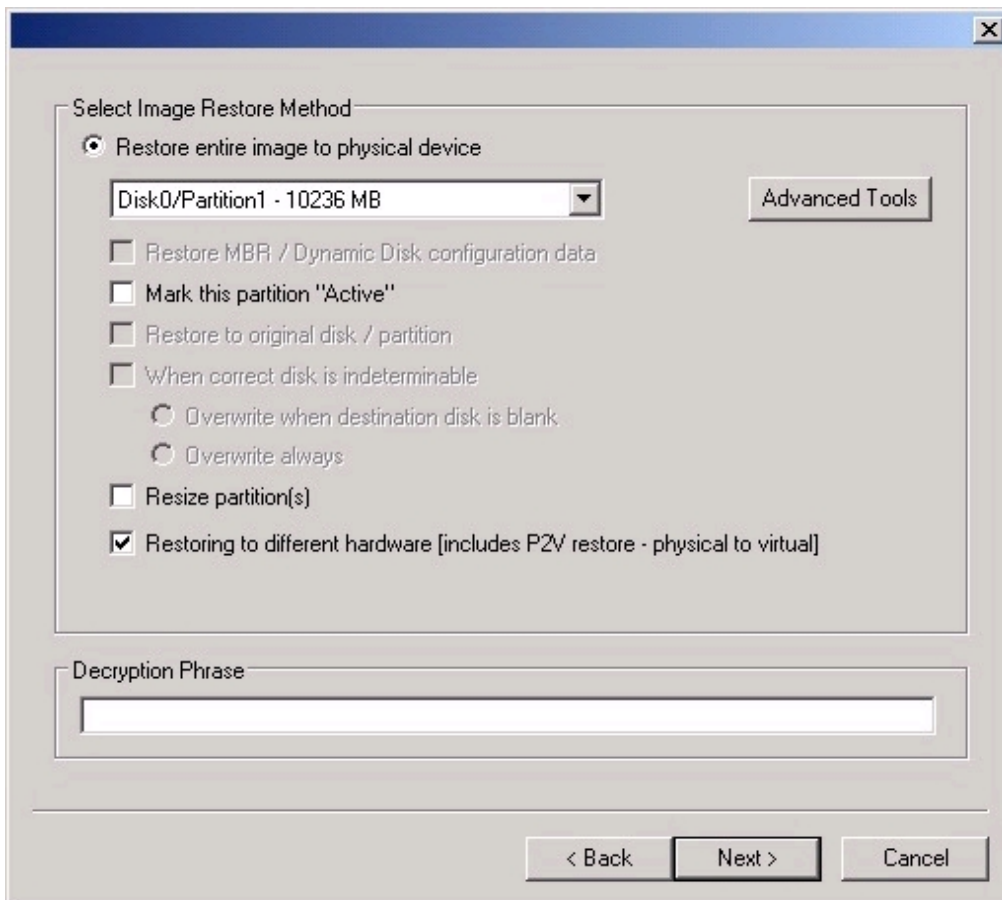 Select Image Restore Method
Restore entire image to physical device
Disk0/Partition1 - 10236 MB
Advanced Tools
Restore MBR / Dynamic Disk configuration data
Mark this partition "Active"
Restore to original disk / partition
When correct disk is indeterminable
Overwrite when destination disk is blank
Overwrite always
Resize partition(s)
Restoring to different hardware [includes P2V restore - physical to virtual]
Decryption Phrase
< Back
Next >
Cancel